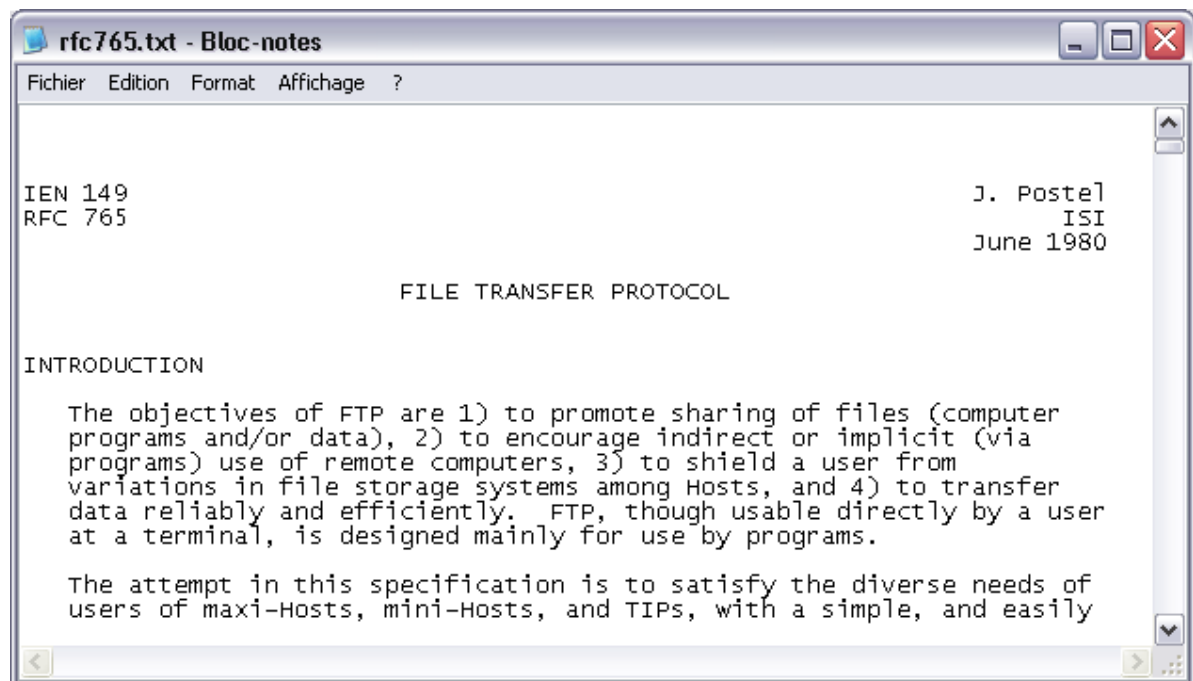 rfc765.txt - Bloc-notes
Fichier Edition Format Affichage ?
IEN 149 J. Postel
RFC 765 ISI
June 1980
FILE TRANSFER PROTOCOL
INTRODUCTION
The objectives of FTP are 1) to promote sharing of files (computer
programs and/or data), 2) to encourage indirect or implicit (via
programs) use of remote computers, 3) to shield a user from
variations in file storage systems among Hosts, and 4) to transfer
data reliably and efficiently. FTP, though usable directly by a user
at a terminal, is designed mainly for use by programs.
The attempt in this specification is to satisfy the diverse needs of
users of maxi-Hosts, mini-Hosts, and TIPs, with a simple, and easily